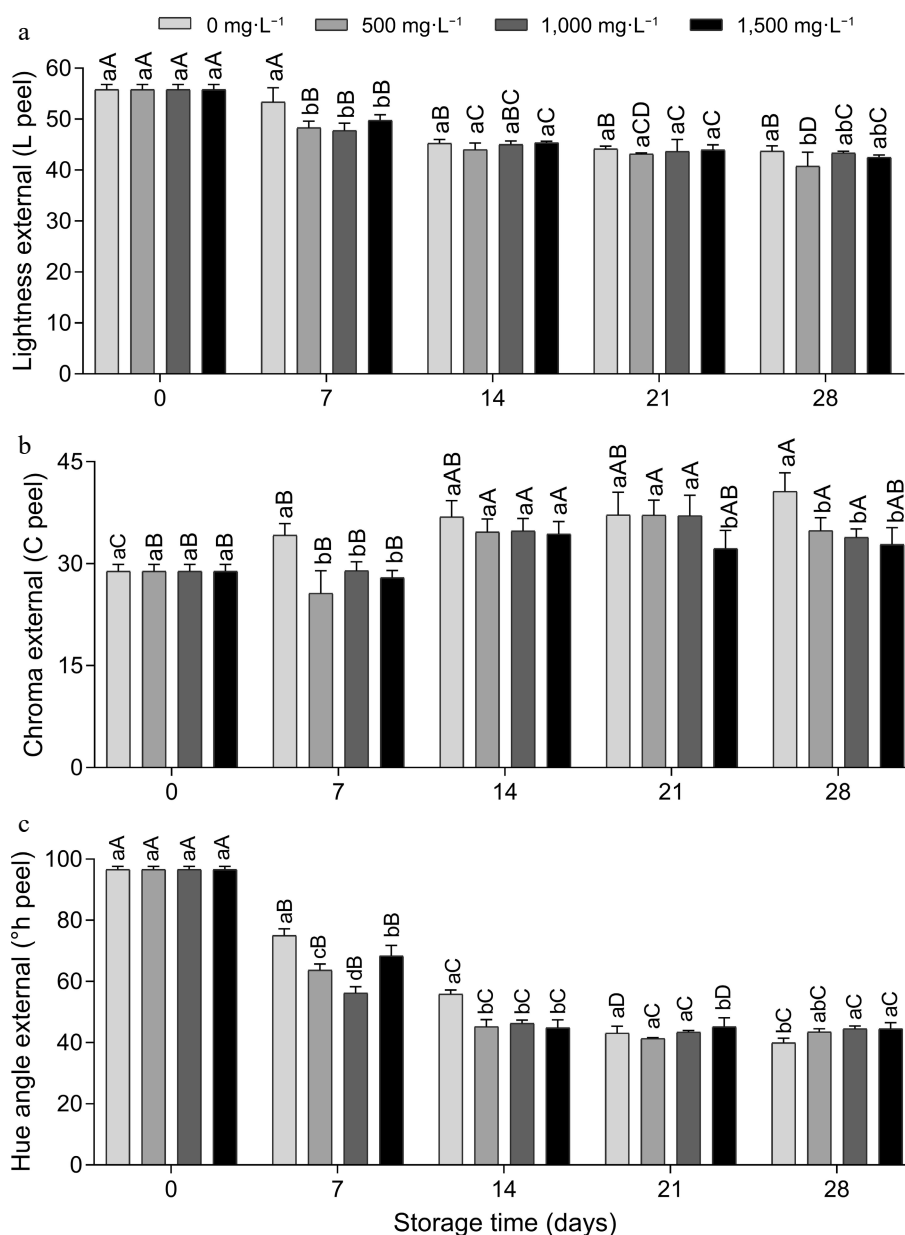 0 mg·L⁻¹ 500 mg·L⁻¹ 1,000 mg·L⁻¹ 1,500 mg·L⁻¹
a
Lightness external (L peel)
60
50
40
30
20
10
0
aA aA aA aA aA bB bB bB aB aC aBC aC aB aCD aC aC aB bD abC abC
0 7 14 21 28
b
Chroma external (C peel)
45
30
15
0
aC aB aB aB aB bB bB bB aAB aA aA aA aAB aA aA bAB aA bA bA bA
0 7 14 21 28
c
Hue angle external (°h peel)
100
80
60
40
20
0
aA aA aA aA aB cB dB bB aC bC bC bC aD aC aC bD bC abC aC aC
0 7 14 21 28
Storage time (days)